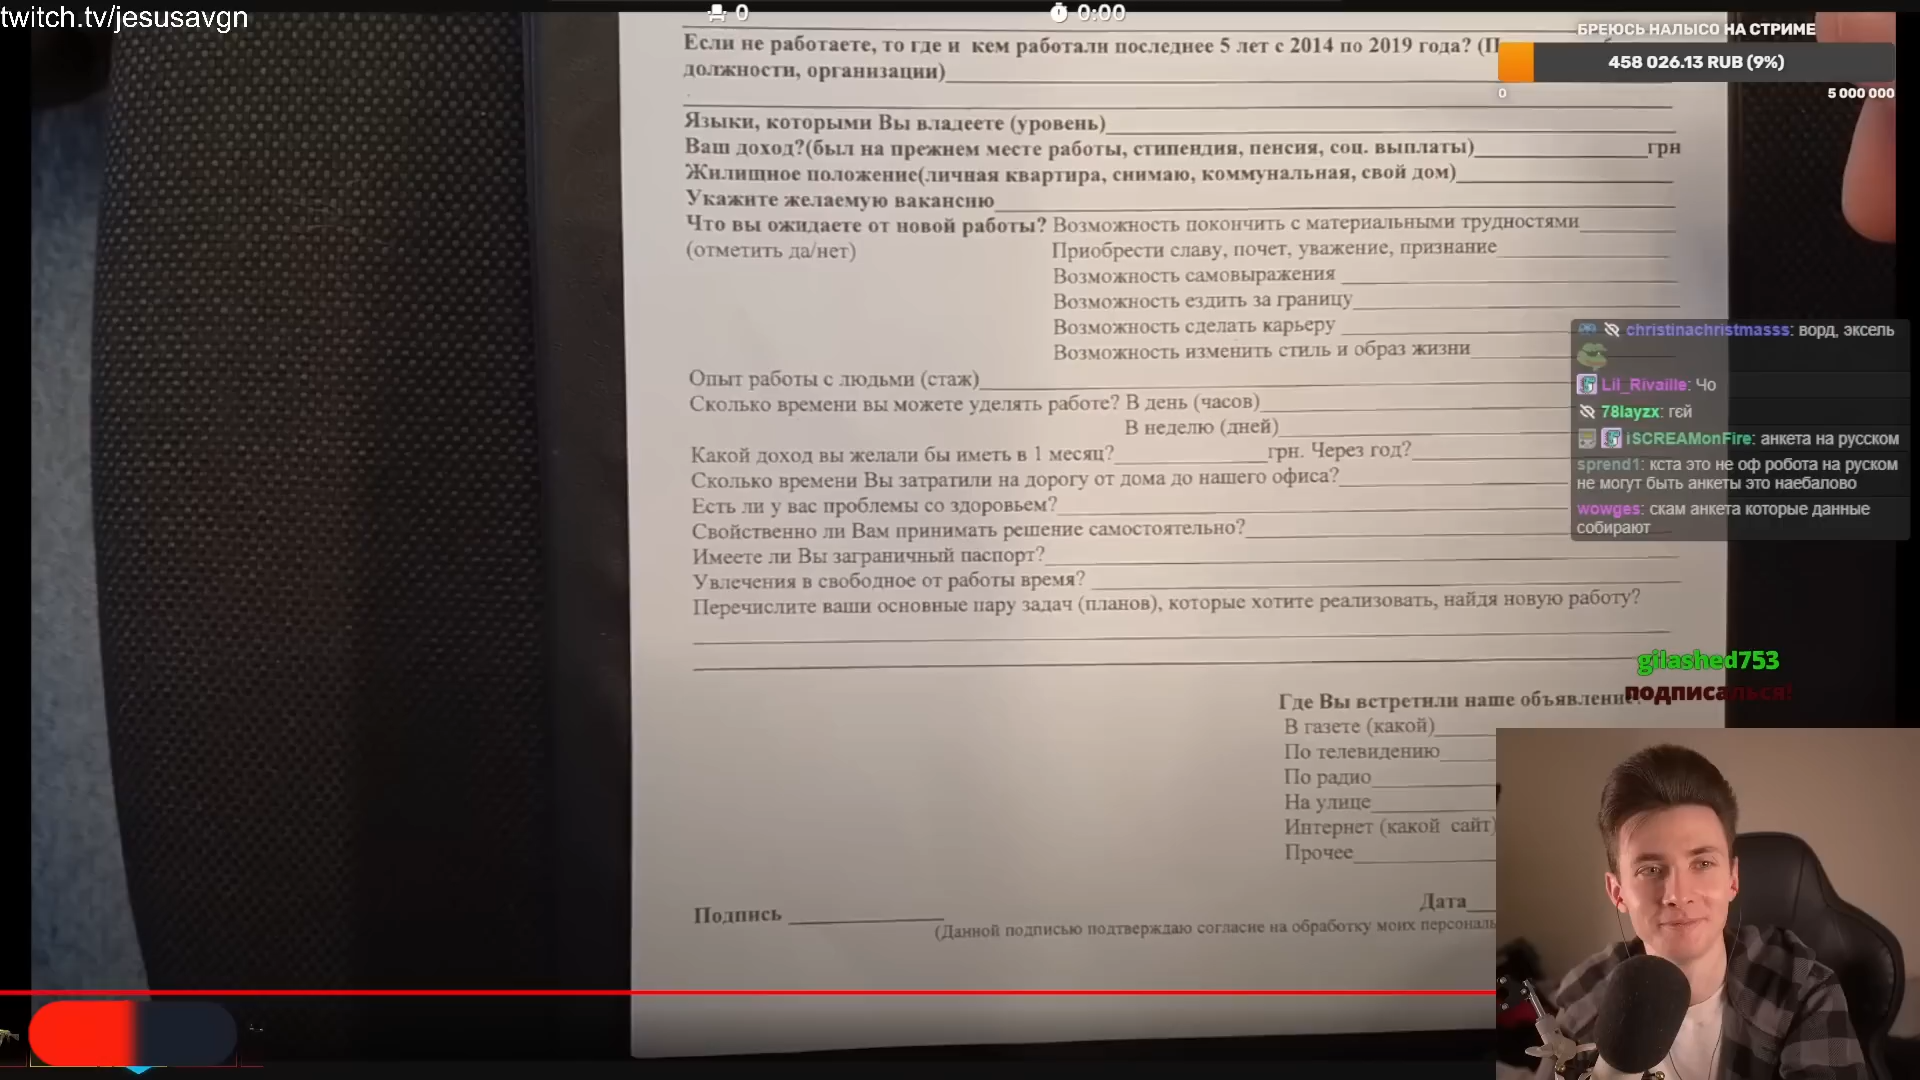 twitch.tv/jesusavgn
0
0:00
БРЕЮСЬ НАЛЫСО НА СТРИМЕ
458 026.13 RUB (9%)
0
5 000 000
Если не работаете, то где и кем работали последнее 5 лет с 2014 по 2019 года? (П
должности, организации)
Языки, которыми Вы владеете (уровень)
Ваш доход?(был на прежнем месте работы, стипендия, пенсия, соц. выплаты) грн
Жилищное положение(личная квартира, снимаю, коммунальная, свой дом)
Укажите желаемую вакансию
Что вы ожидаете от новой работы? Возможность покончить с материальными трудностями
(отметить да/нет) Приобрести славу, почет, уважение, признание
Возможность самовыражения
Возможность ездить за границу
Возможность сделать карьеру
Возможность изменить стиль и образ жизни
Опыт работы с людьми (стаж)
Сколько времени вы можете уделять работе? В день (часов)
В неделю (дней)
Какой доход вы желали бы иметь в 1 месяц? грн. Через год?
Сколько времени Вы затратили на дорогу от дома до нашего офиса?
Есть ли у вас проблемы со здоровьем?
Свойственно ли Вам принимать решение самостоятельно?
Имеете ли Вы заграничный паспорт?
Увлечения в свободное от работы время?
Перечислите ваши основные пару задач (планов), которые хотите реализовать, найдя новую работу?
Где Вы встретили наше объявление
В газете (какой)
По телевидению
По радио
На улице
Интернет (какой сайт)
Прочее
Подпись
Дата
(Данной подписью подтверждаю согласие на обработку моих персональ
christinachristmasss: ворд, эксель
Lil_Rivaille: Чо
78layzx: гєй
iSCREAMonFire: анкета на русском
sprend1: кста это не оф робота на руском
не могут быть анкеты это наебалово
wowges: скам анкета которые данные
собирают
gilashed753
подписался!